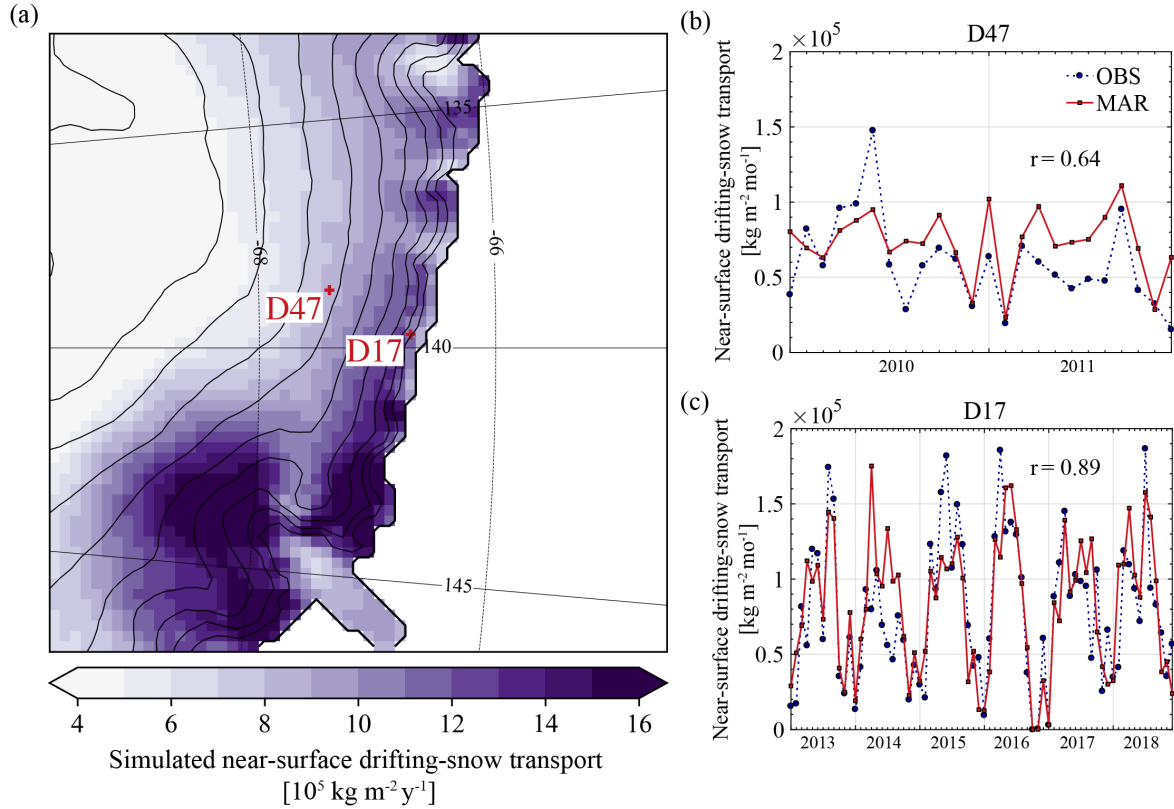 (a)
135
-68
-66
D47
D17
140
145
4 6 8 10 12 14 16
Simulated near-surface drifting-snow transport
[10⁵ kg m⁻² y⁻¹]
(b)
D47
×10⁵
2
1.5
1
0.5
0
Near-surface drifting-snow transport
[kg m⁻² mo⁻¹]
OBS
MAR
r = 0.64
2010 2011
(c)
D17
×10⁵
2
1.5
1
0.5
0
Near-surface drifting-snow transport
[kg m⁻² mo⁻¹]
r = 0.89
2013 2014 2015 2016 2017 2018